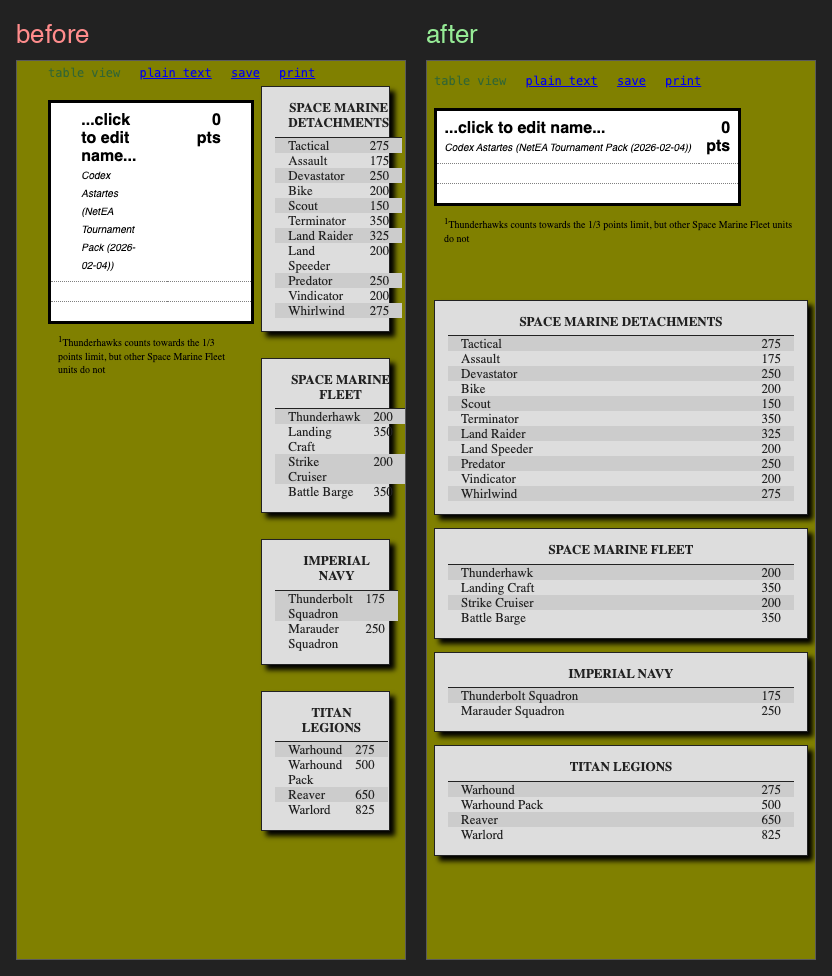 before
table view plain text save print
...click to edit name...
0 pts
Codex Astartes (NetEA Tournament Pack (2026-02-04))
1Thunderhawks counts towards the 1/3
points limit, but other Space Marine Fleet
units do not
SPACE MARINE
DETACHMENTS
Tactical 275
Assault 175
Devastator 250
Bike 200
Scout 150
Terminator 350
Land Raider 325
Land Speeder 200
Predator 250
Vindicator 200
Whirlwind 275
SPACE MARINE
FLEET
Thunderhawk 200
Landing Craft 350
Strike Cruiser 200
Battle Barge 350
IMPERIAL
NAVY
Thunderbolt Squadron 175
Marauder Squadron 250
TITAN
LEGIONS
Warhound 275
Warhound Pack 500
Reaver 650
Warlord 825
after
table view plain text save print
...click to edit name... 0 pts
Codex Astartes (NetEA Tournament Pack (2026-02-04))
1Thunderhawks counts towards the 1/3 points limit, but other Space Marine Fleet units
do not
SPACE MARINE DETACHMENTS
Tactical 275
Assault 175
Devastator 250
Bike 200
Scout 150
Terminator 350
Land Raider 325
Land Speeder 200
Predator 250
Vindicator 200
Whirlwind 275
SPACE MARINE FLEET
Thunderhawk 200
Landing Craft 350
Strike Cruiser 200
Battle Barge 350
IMPERIAL NAVY
Thunderbolt Squadron 175
Marauder Squadron 250
TITAN LEGIONS
Warhound 275
Warhound Pack 500
Reaver 650
Warlord 825